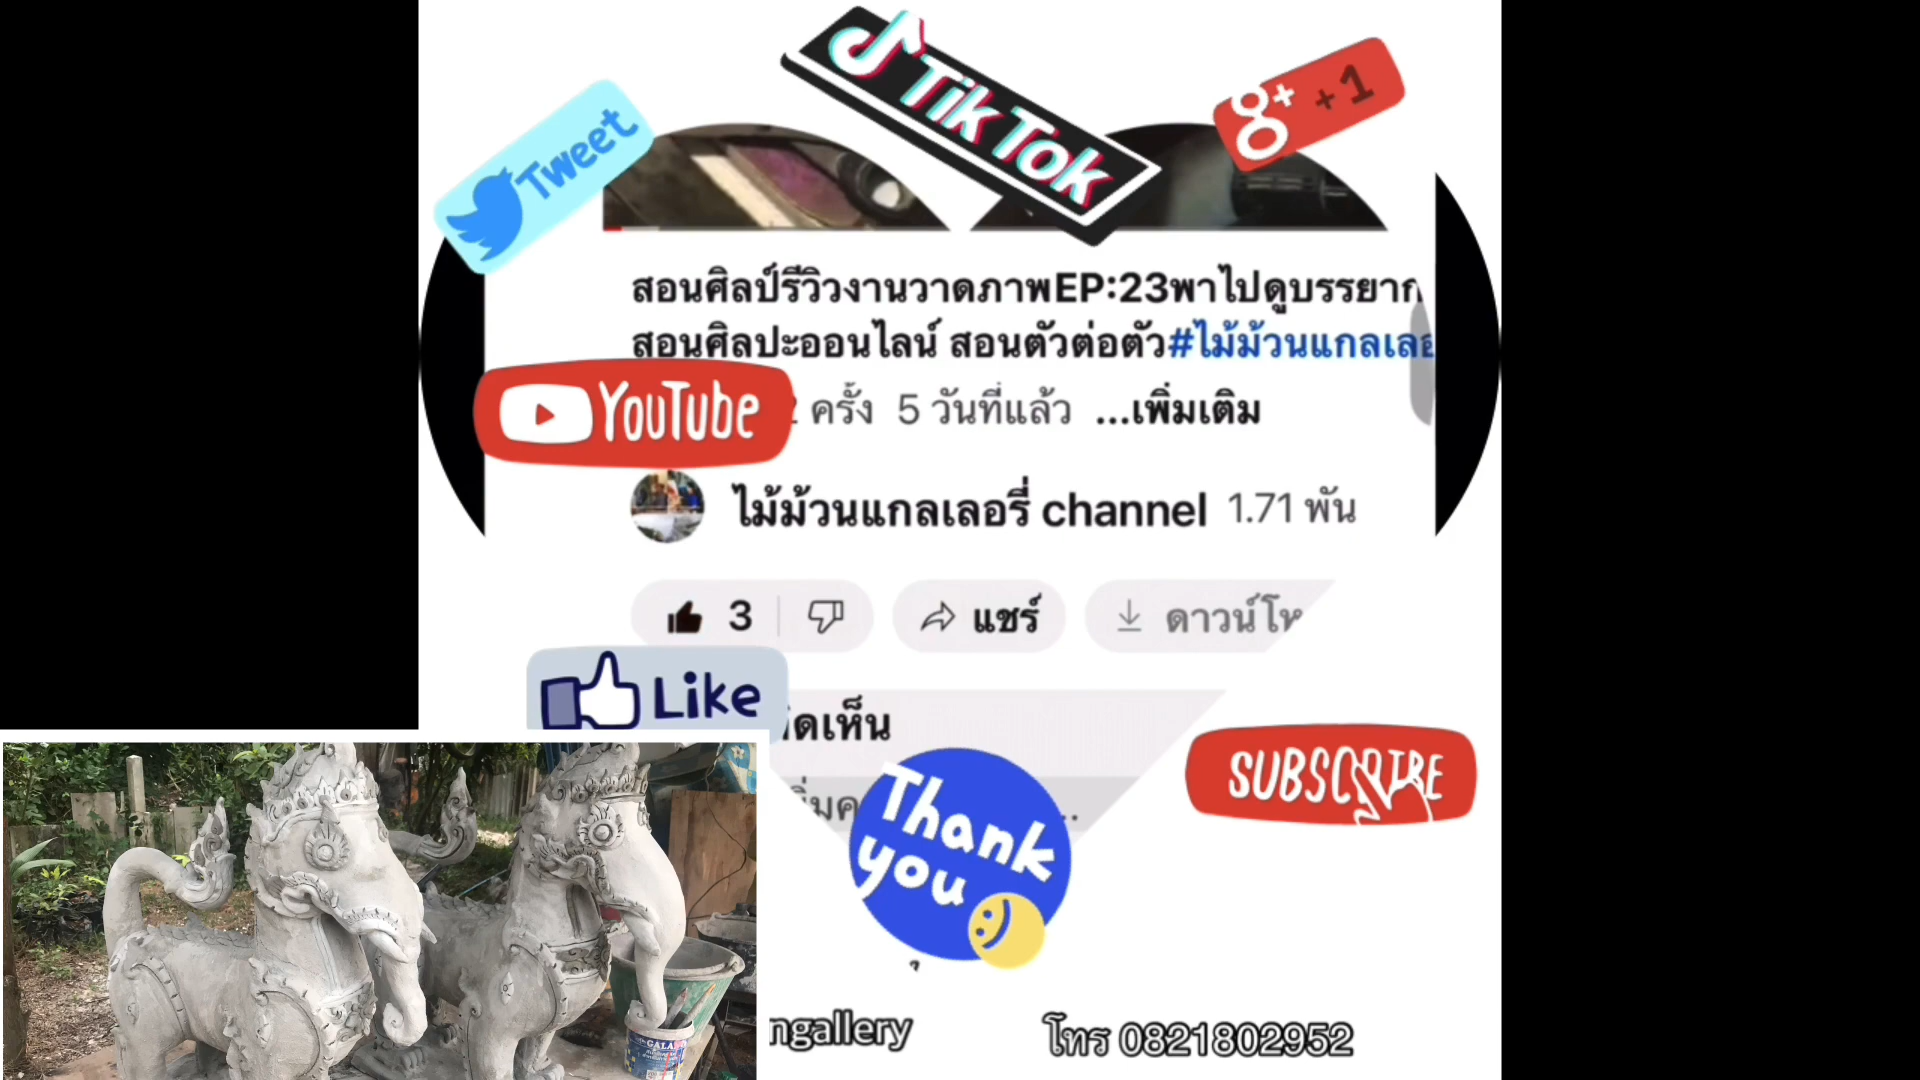 TikTok
g+ +1
Tweet
สอนศิลป์รีวิวงานวาดภาพEP:23พาไปดูบรรยาก
สอนศิลปะออนไลน์ สอนตัวต่อตัว#ไม้ม้วนแกลเลอ
YouTube
ครั้ง 5 วันที่แล้ว ...เพิ่มเติม
ไม้ม้วนแกลเลอรี่ channel 1.71 พัน
3 แชร์ ดาวน์โห
Like
คิดเห็น
SUBSCRIBE
Thank
you
ngallery
โทร 0821802952